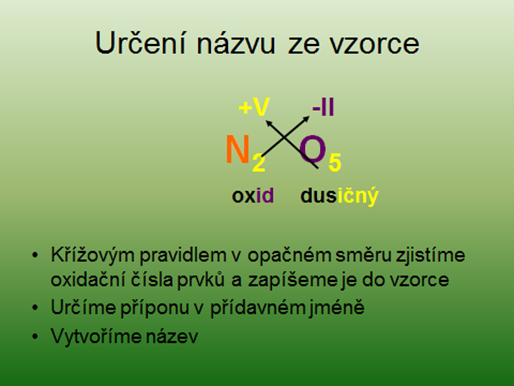 Určení názvu ze vzorce
+V -II
N2 O5
oxid dusičný
• Křížovým pravidlem v opačném směru zjistíme
oxidační čísla prvků a zapíšeme je do vzorce
• Určíme příponu v přídavném jméně
• Vytvoříme název